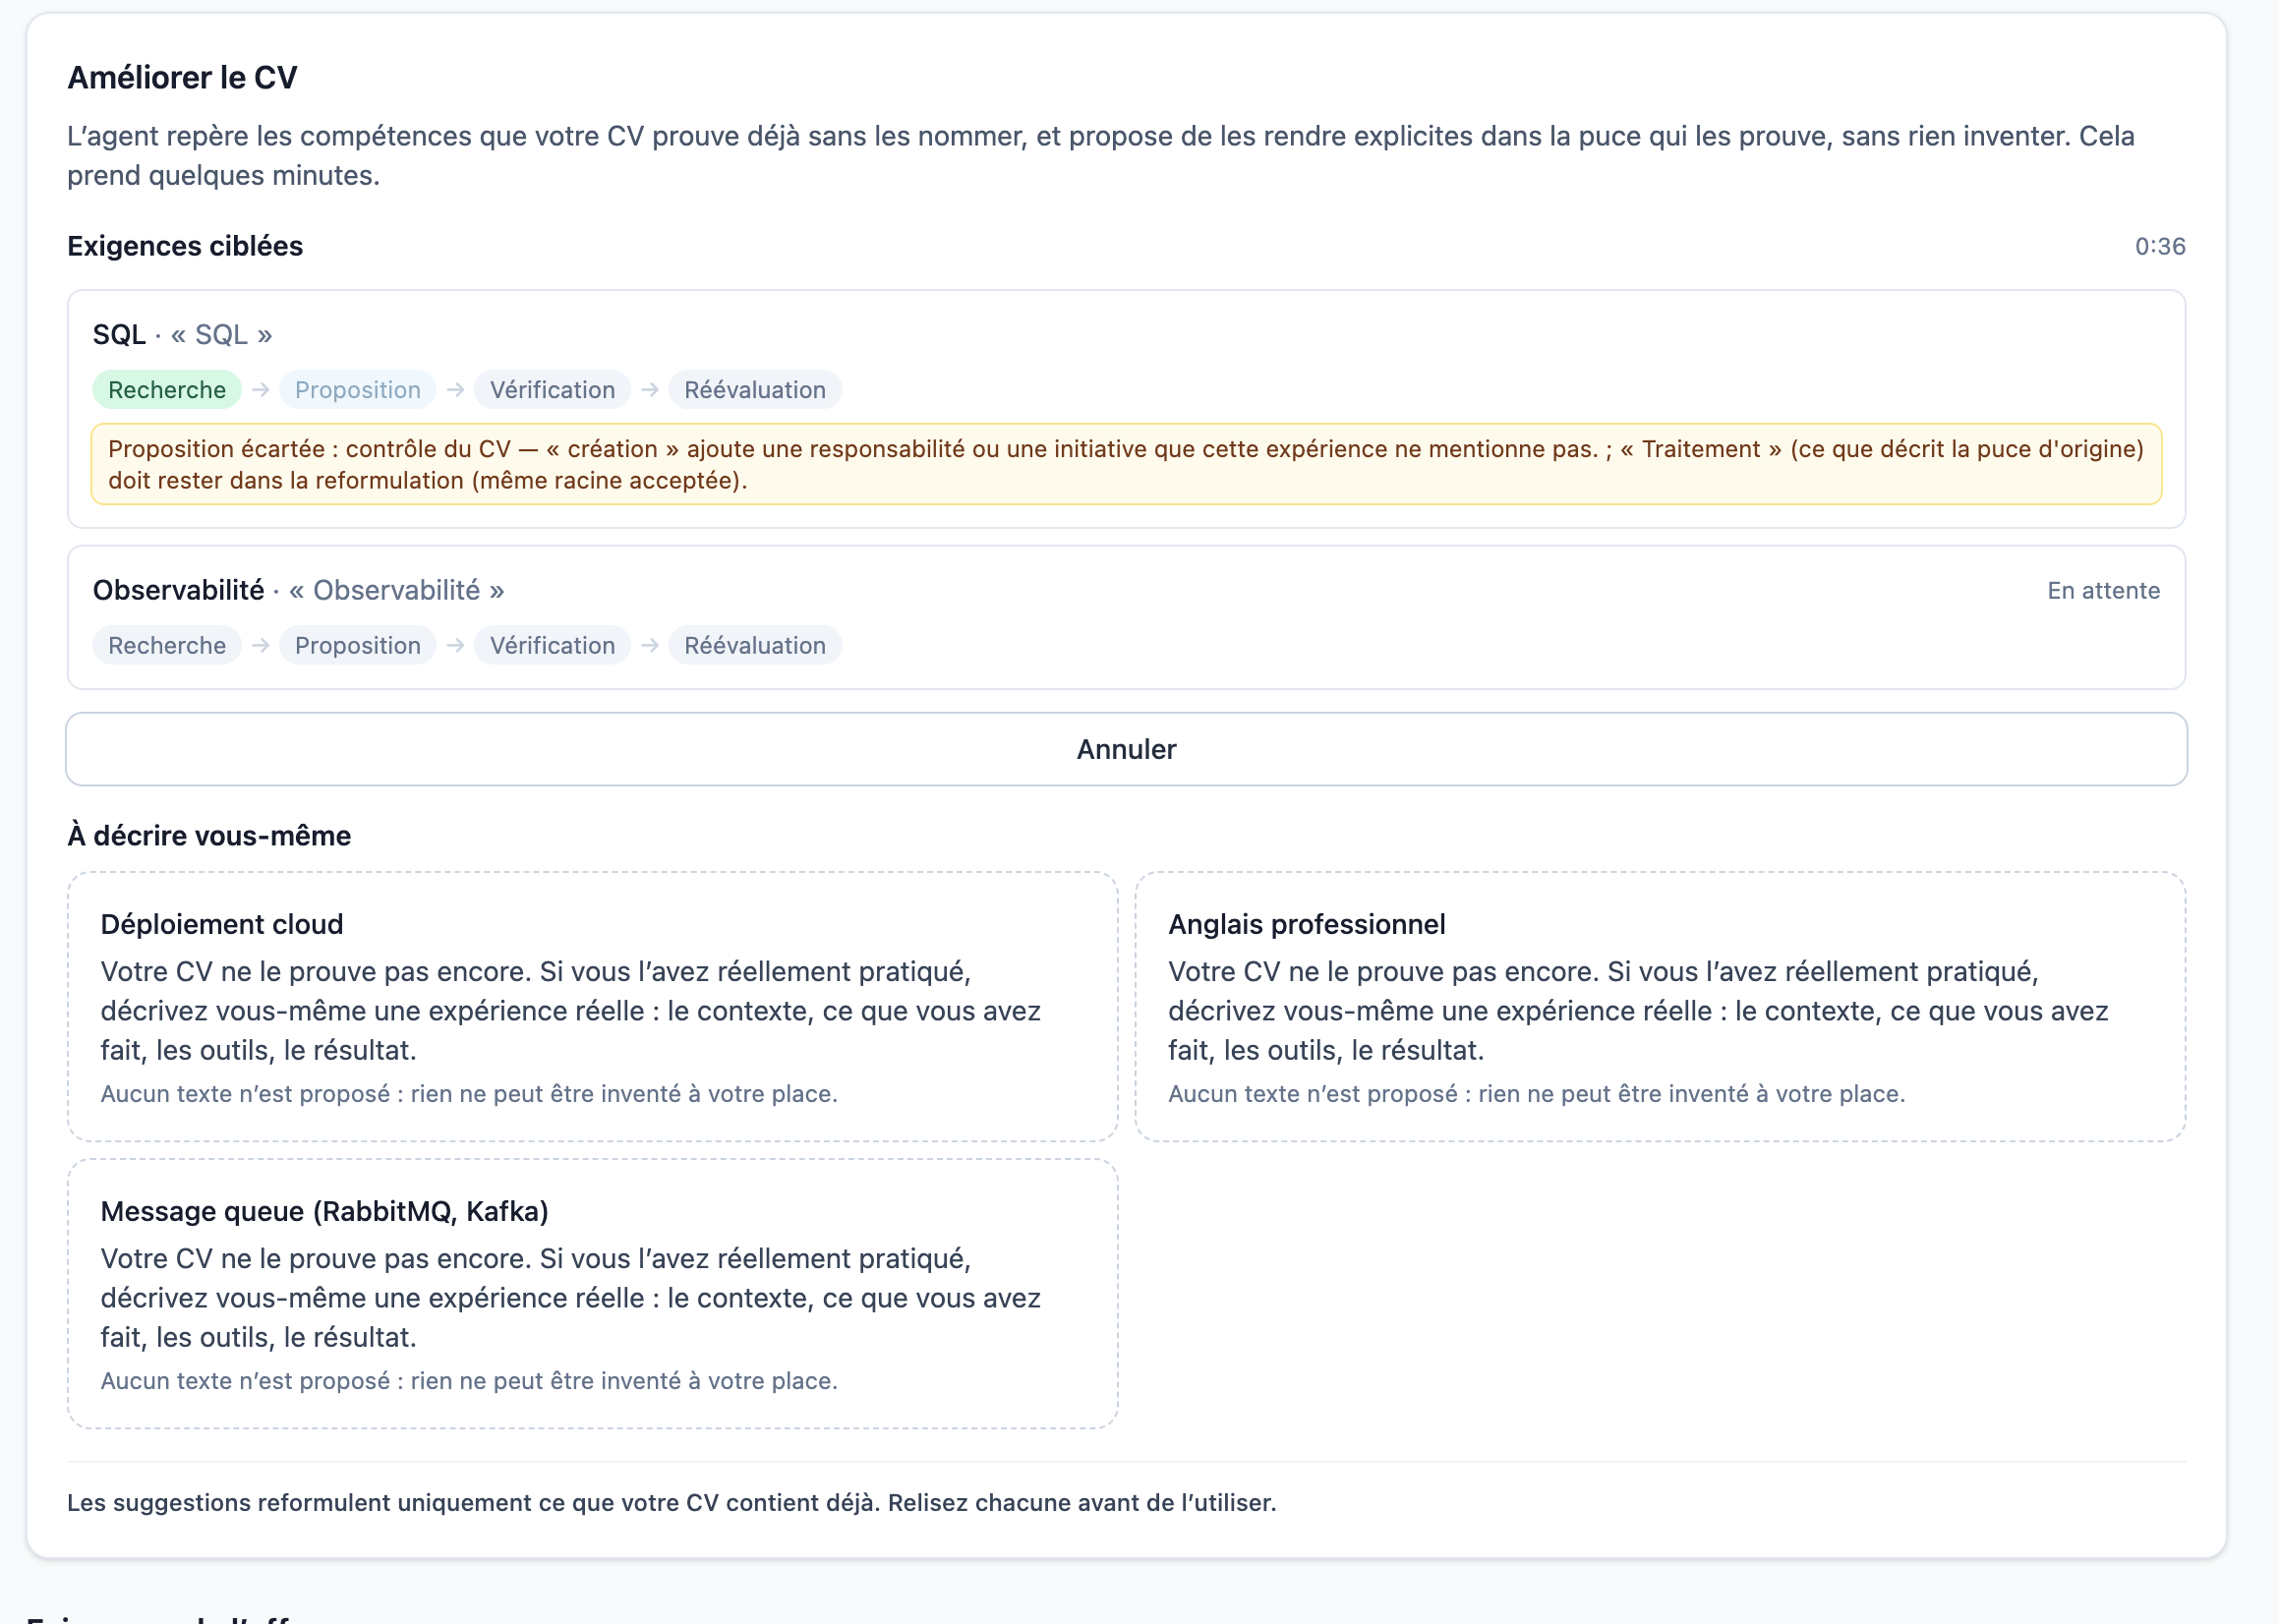 Améliorer le CV
L’agent repère les compétences que votre CV prouve déjà sans les nommer, et propose de les rendre explicites dans la puce qui les prouve, sans rien inventer. Cela
prend quelques minutes.
Exigences ciblées
0:36
SQL · « SQL »
Recherche → Proposition → Vérification → Réévaluation
Proposition écartée : contrôle du CV — « création » ajoute une responsabilité ou une initiative que cette expérience ne mentionne pas. ; « Traitement » (ce que décrit la puce d'origine)
doit rester dans la reformulation (même racine acceptée).
Observabilité · « Observabilité »
En attente
Recherche → Proposition → Vérification → Réévaluation
Annuler
À décrire vous-même
Déploiement cloud
Votre CV ne le prouve pas encore. Si vous l’avez réellement pratiqué,
décrivez vous-même une expérience réelle : le contexte, ce que vous avez
fait, les outils, le résultat.
Aucun texte n’est proposé : rien ne peut être inventé à votre place.
Anglais professionnel
Votre CV ne le prouve pas encore. Si vous l’avez réellement pratiqué,
décrivez vous-même une expérience réelle : le contexte, ce que vous avez
fait, les outils, le résultat.
Aucun texte n’est proposé : rien ne peut être inventé à votre place.
Message queue (RabbitMQ, Kafka)
Votre CV ne le prouve pas encore. Si vous l’avez réellement pratiqué,
décrivez vous-même une expérience réelle : le contexte, ce que vous avez
fait, les outils, le résultat.
Aucun texte n’est proposé : rien ne peut être inventé à votre place.
Les suggestions reformulent uniquement ce que votre CV contient déjà. Relisez chacune avant de l’utiliser.